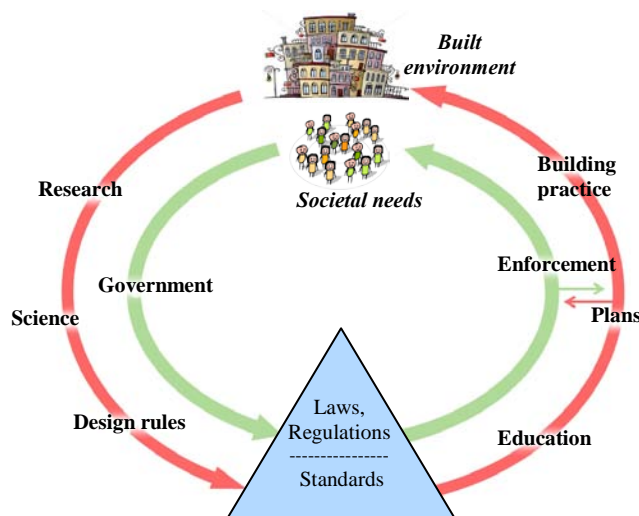 Built
environment
Research
Building
practice
Societal needs
Government
Enforcement
Science
Plans
Laws,
Regulations
----------------
Standards
Design rules
Education